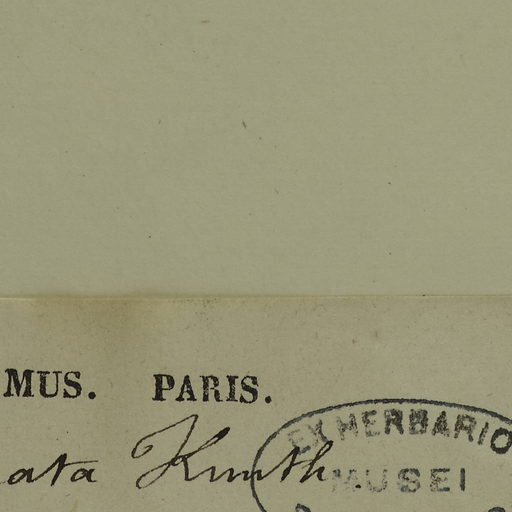 MUS. PARIS.
ata Kunth.
EX HERBARIO
MUSEI